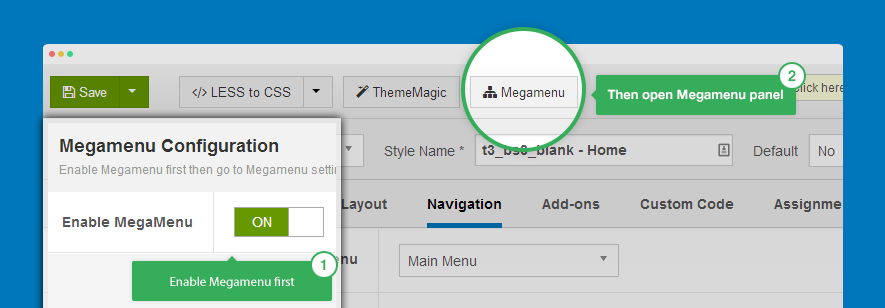 Save
</> LESS to CSS
ThemeMagic
Megamenu
Then open Megamenu panel
2
lick here
Megamenu Configuration
Enable Megamenu first then go to Megamenu settin
Style Name *
t3_bs3_blank - Home
Default
No
Enable MegaMenu
ON
Layout
Navigation
Add-ons
Custom Code
Assignme
1
Enable Megamenu first
nu
Main Menu